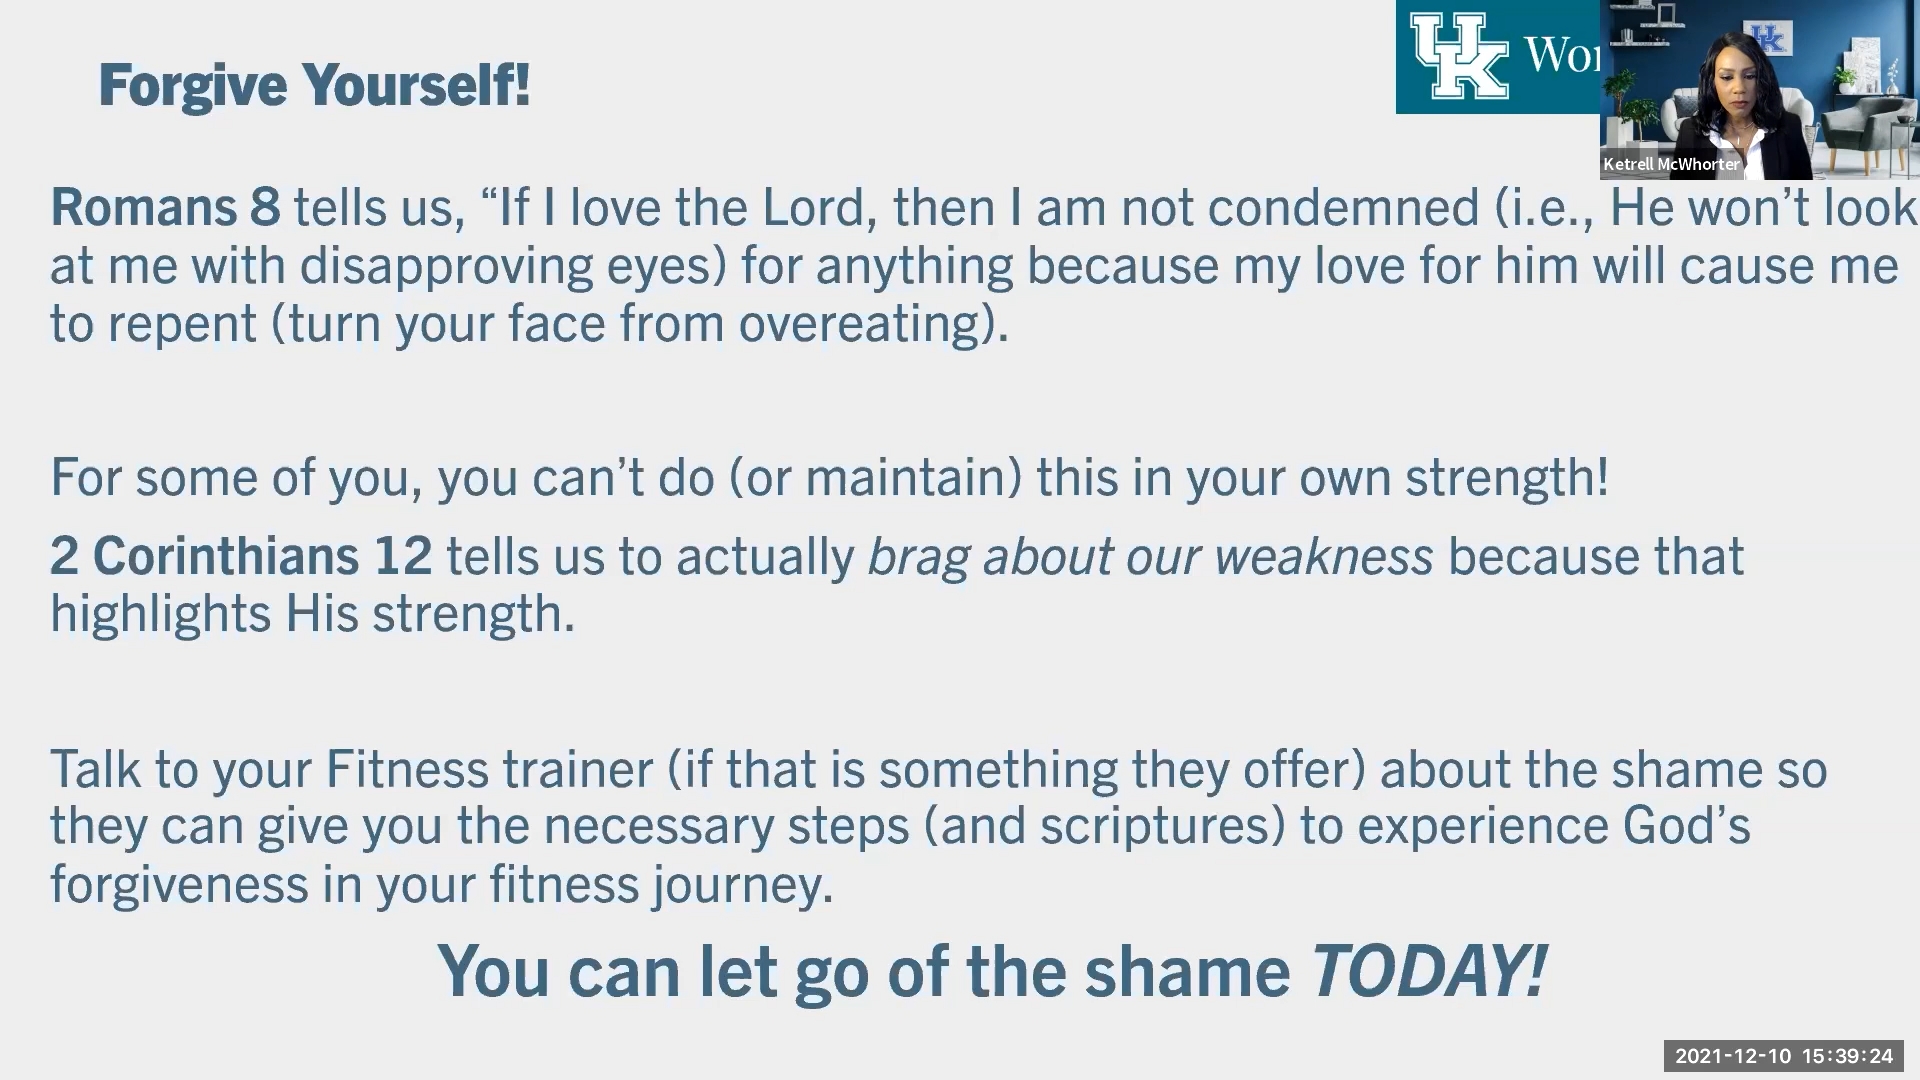 Forgive Yourself!
UK
Ketrell McWhorter
Romans 8 tells us, “If I love the Lord, then I am not condemned (i.e., He won’t look
at me with disapproving eyes) for anything because my love for him will cause me
to repent (turn your face from overeating).
For some of you, you can’t do (or maintain) this in your own strength!
2 Corinthians 12 tells us to actually brag about our weakness because that
highlights His strength.
Talk to your Fitness trainer (if that is something they offer) about the shame so
they can give you the necessary steps (and scriptures) to experience God’s
forgiveness in your fitness journey.
You can let go of the shame TODAY!
2021-12-10 15:39:24